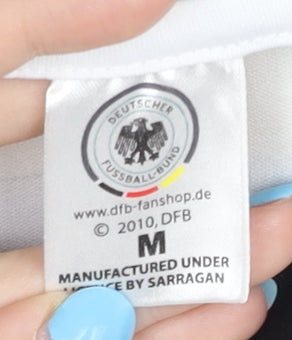 DEUTSCHER
FUSSBALL-BUND
www.dfb-fanshop.de
© 2010, DFB
M
MANUFACTURED UNDER
BY SARRAGAN